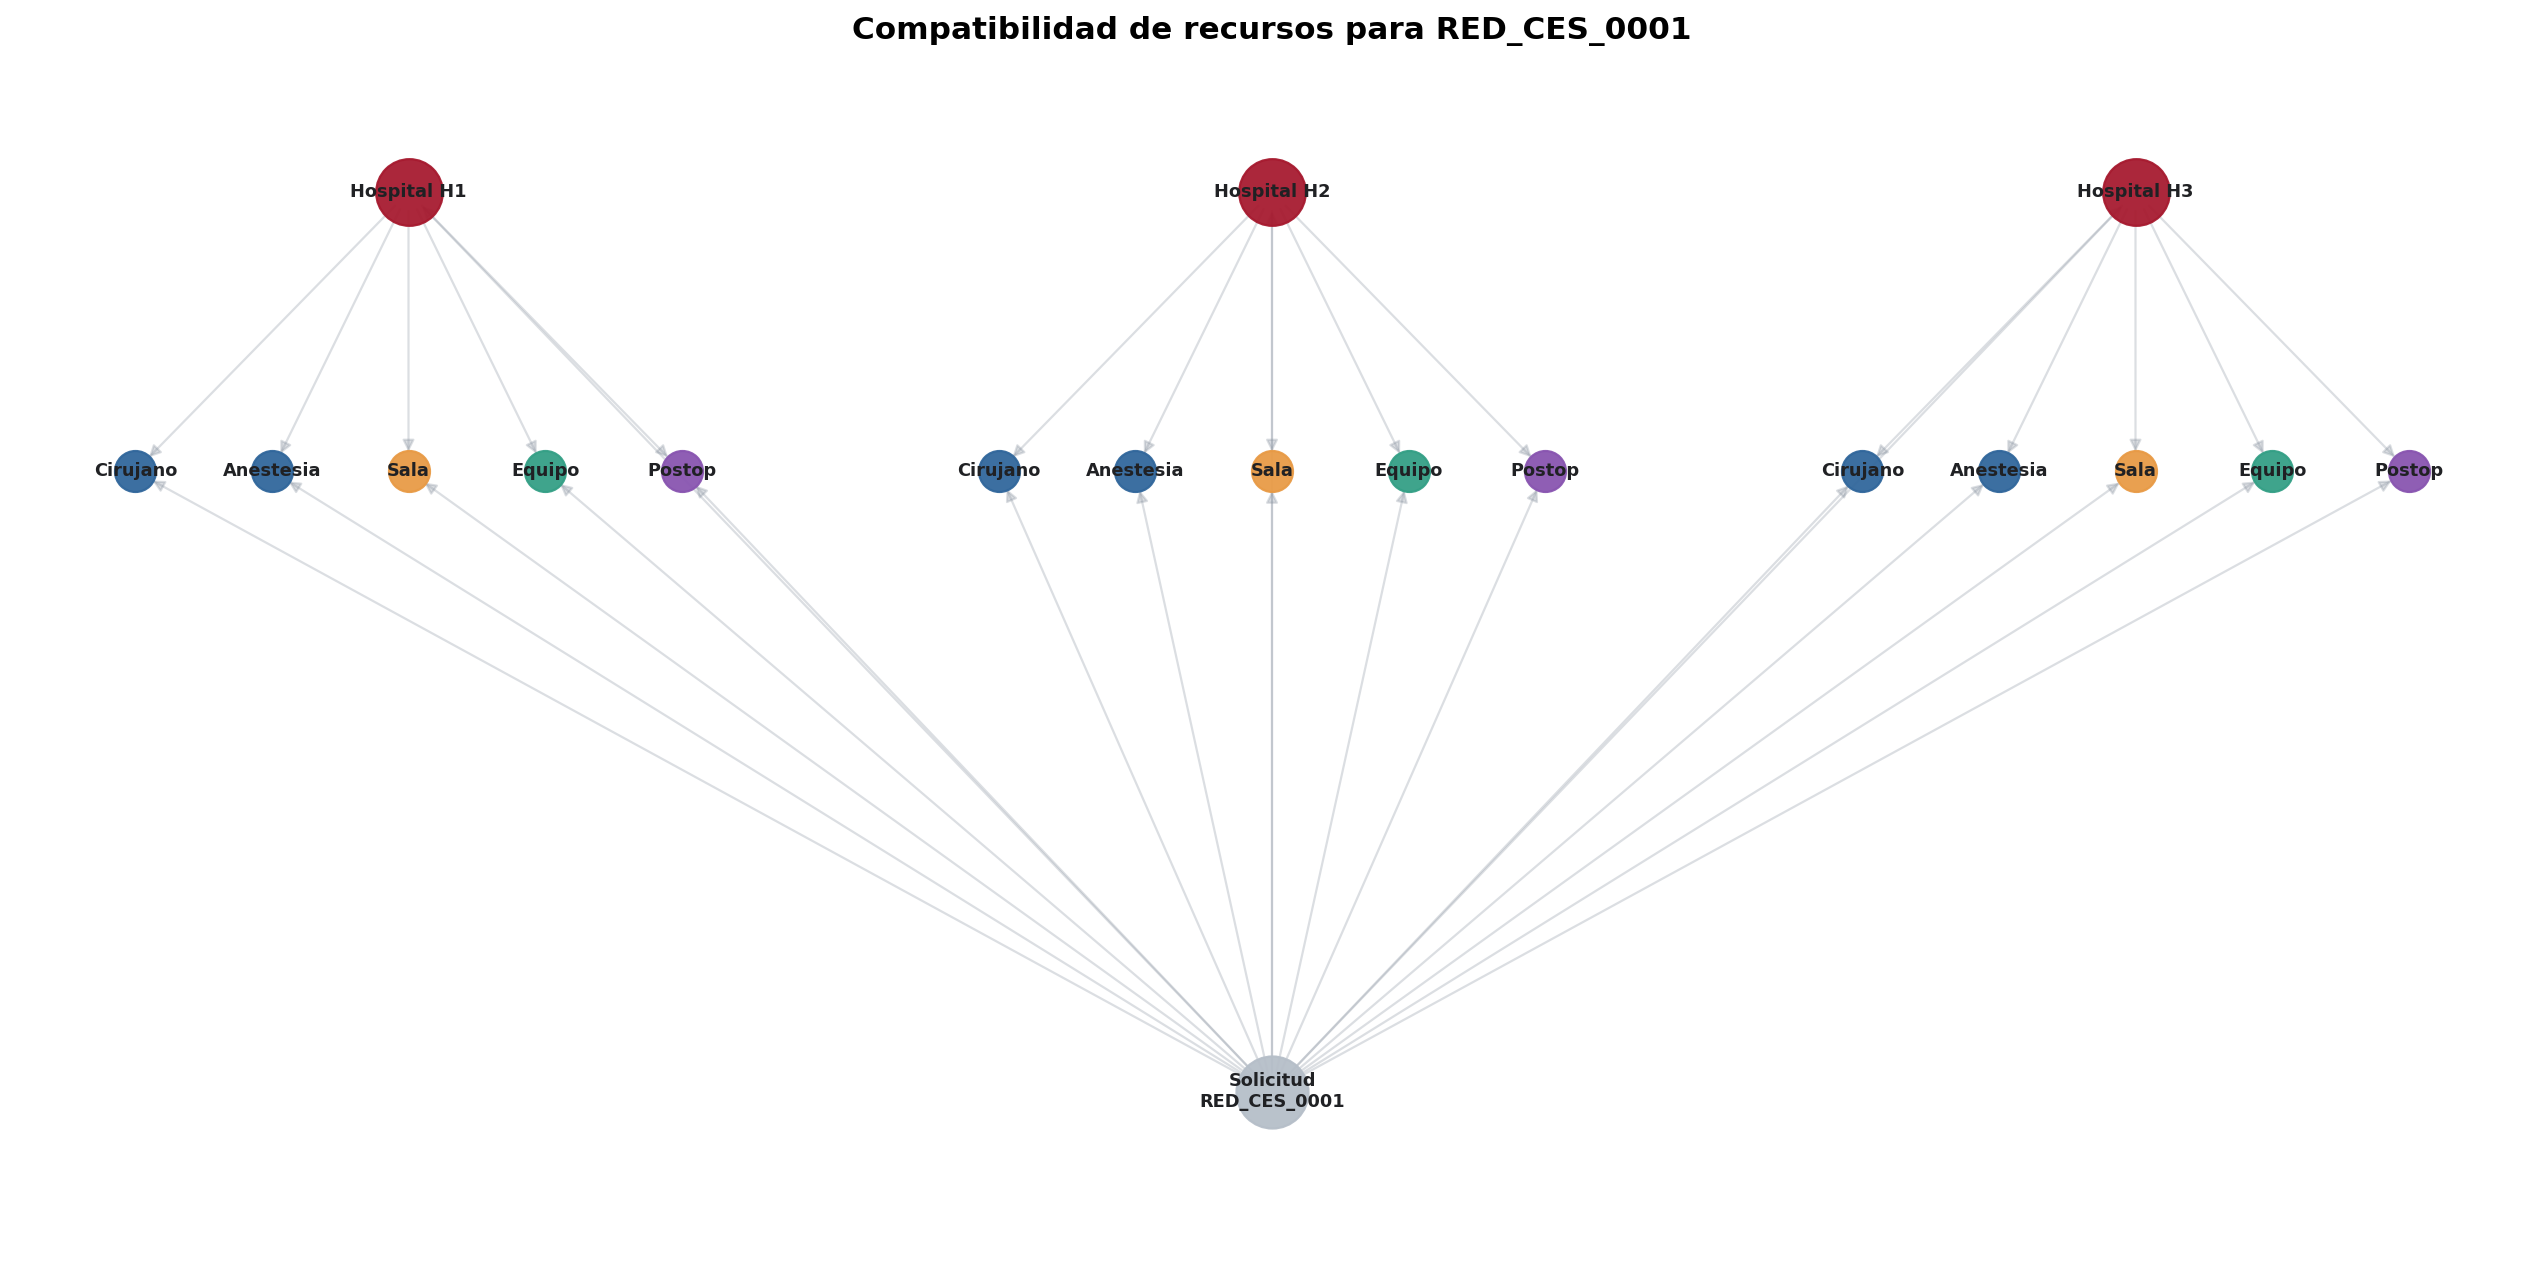 Compatibilidad de recursos para RED_CES_0001
Hospital H1
Hospital H2
Hospital H3
Cirujano
Anestesia
Sala
Equipo
Postop
Cirujano
Anestesia
Sala
Equipo
Postop
Cirujano
Anestesia
Sala
Equipo
Postop
Solicitud
RED_CES_0001